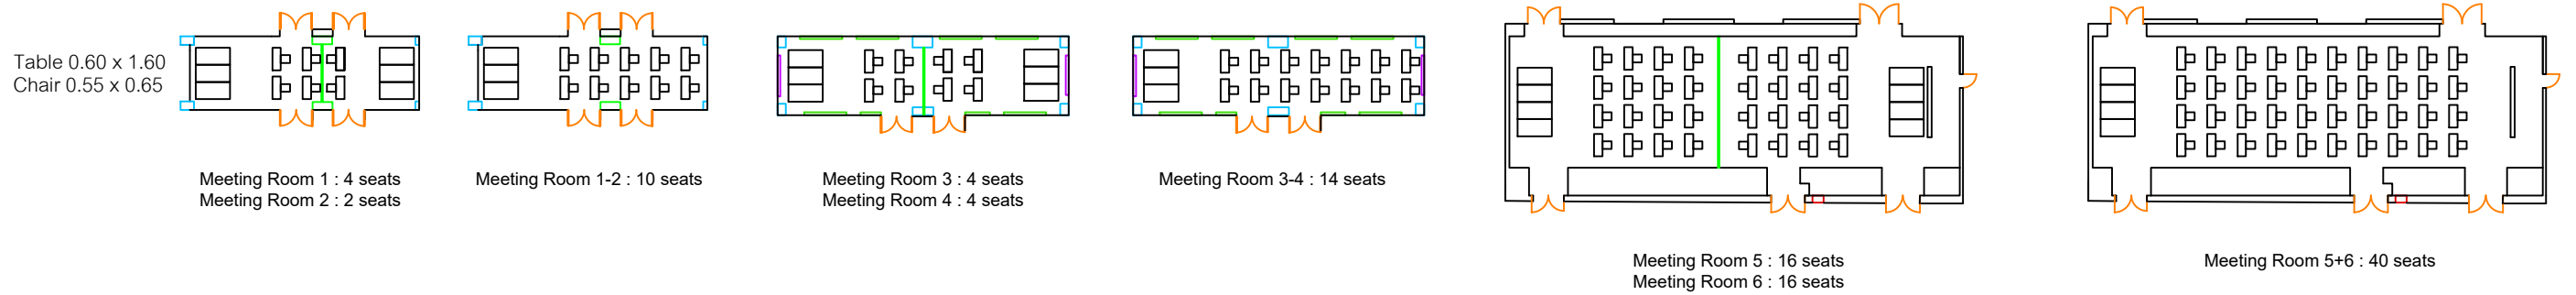 Table 0.60 x 1.60
Chair 0.55 x 0.65
Meeting Room 1 : 4 seats
Meeting Room 2 : 2 seats
Meeting Room 1-2 : 10 seats
Meeting Room 3 : 4 seats
Meeting Room 4 : 4 seats
Meeting Room 3-4 : 14 seats
Meeting Room 5 : 16 seats
Meeting Room 6 : 16 seats
Meeting Room 5+6 : 40 seats